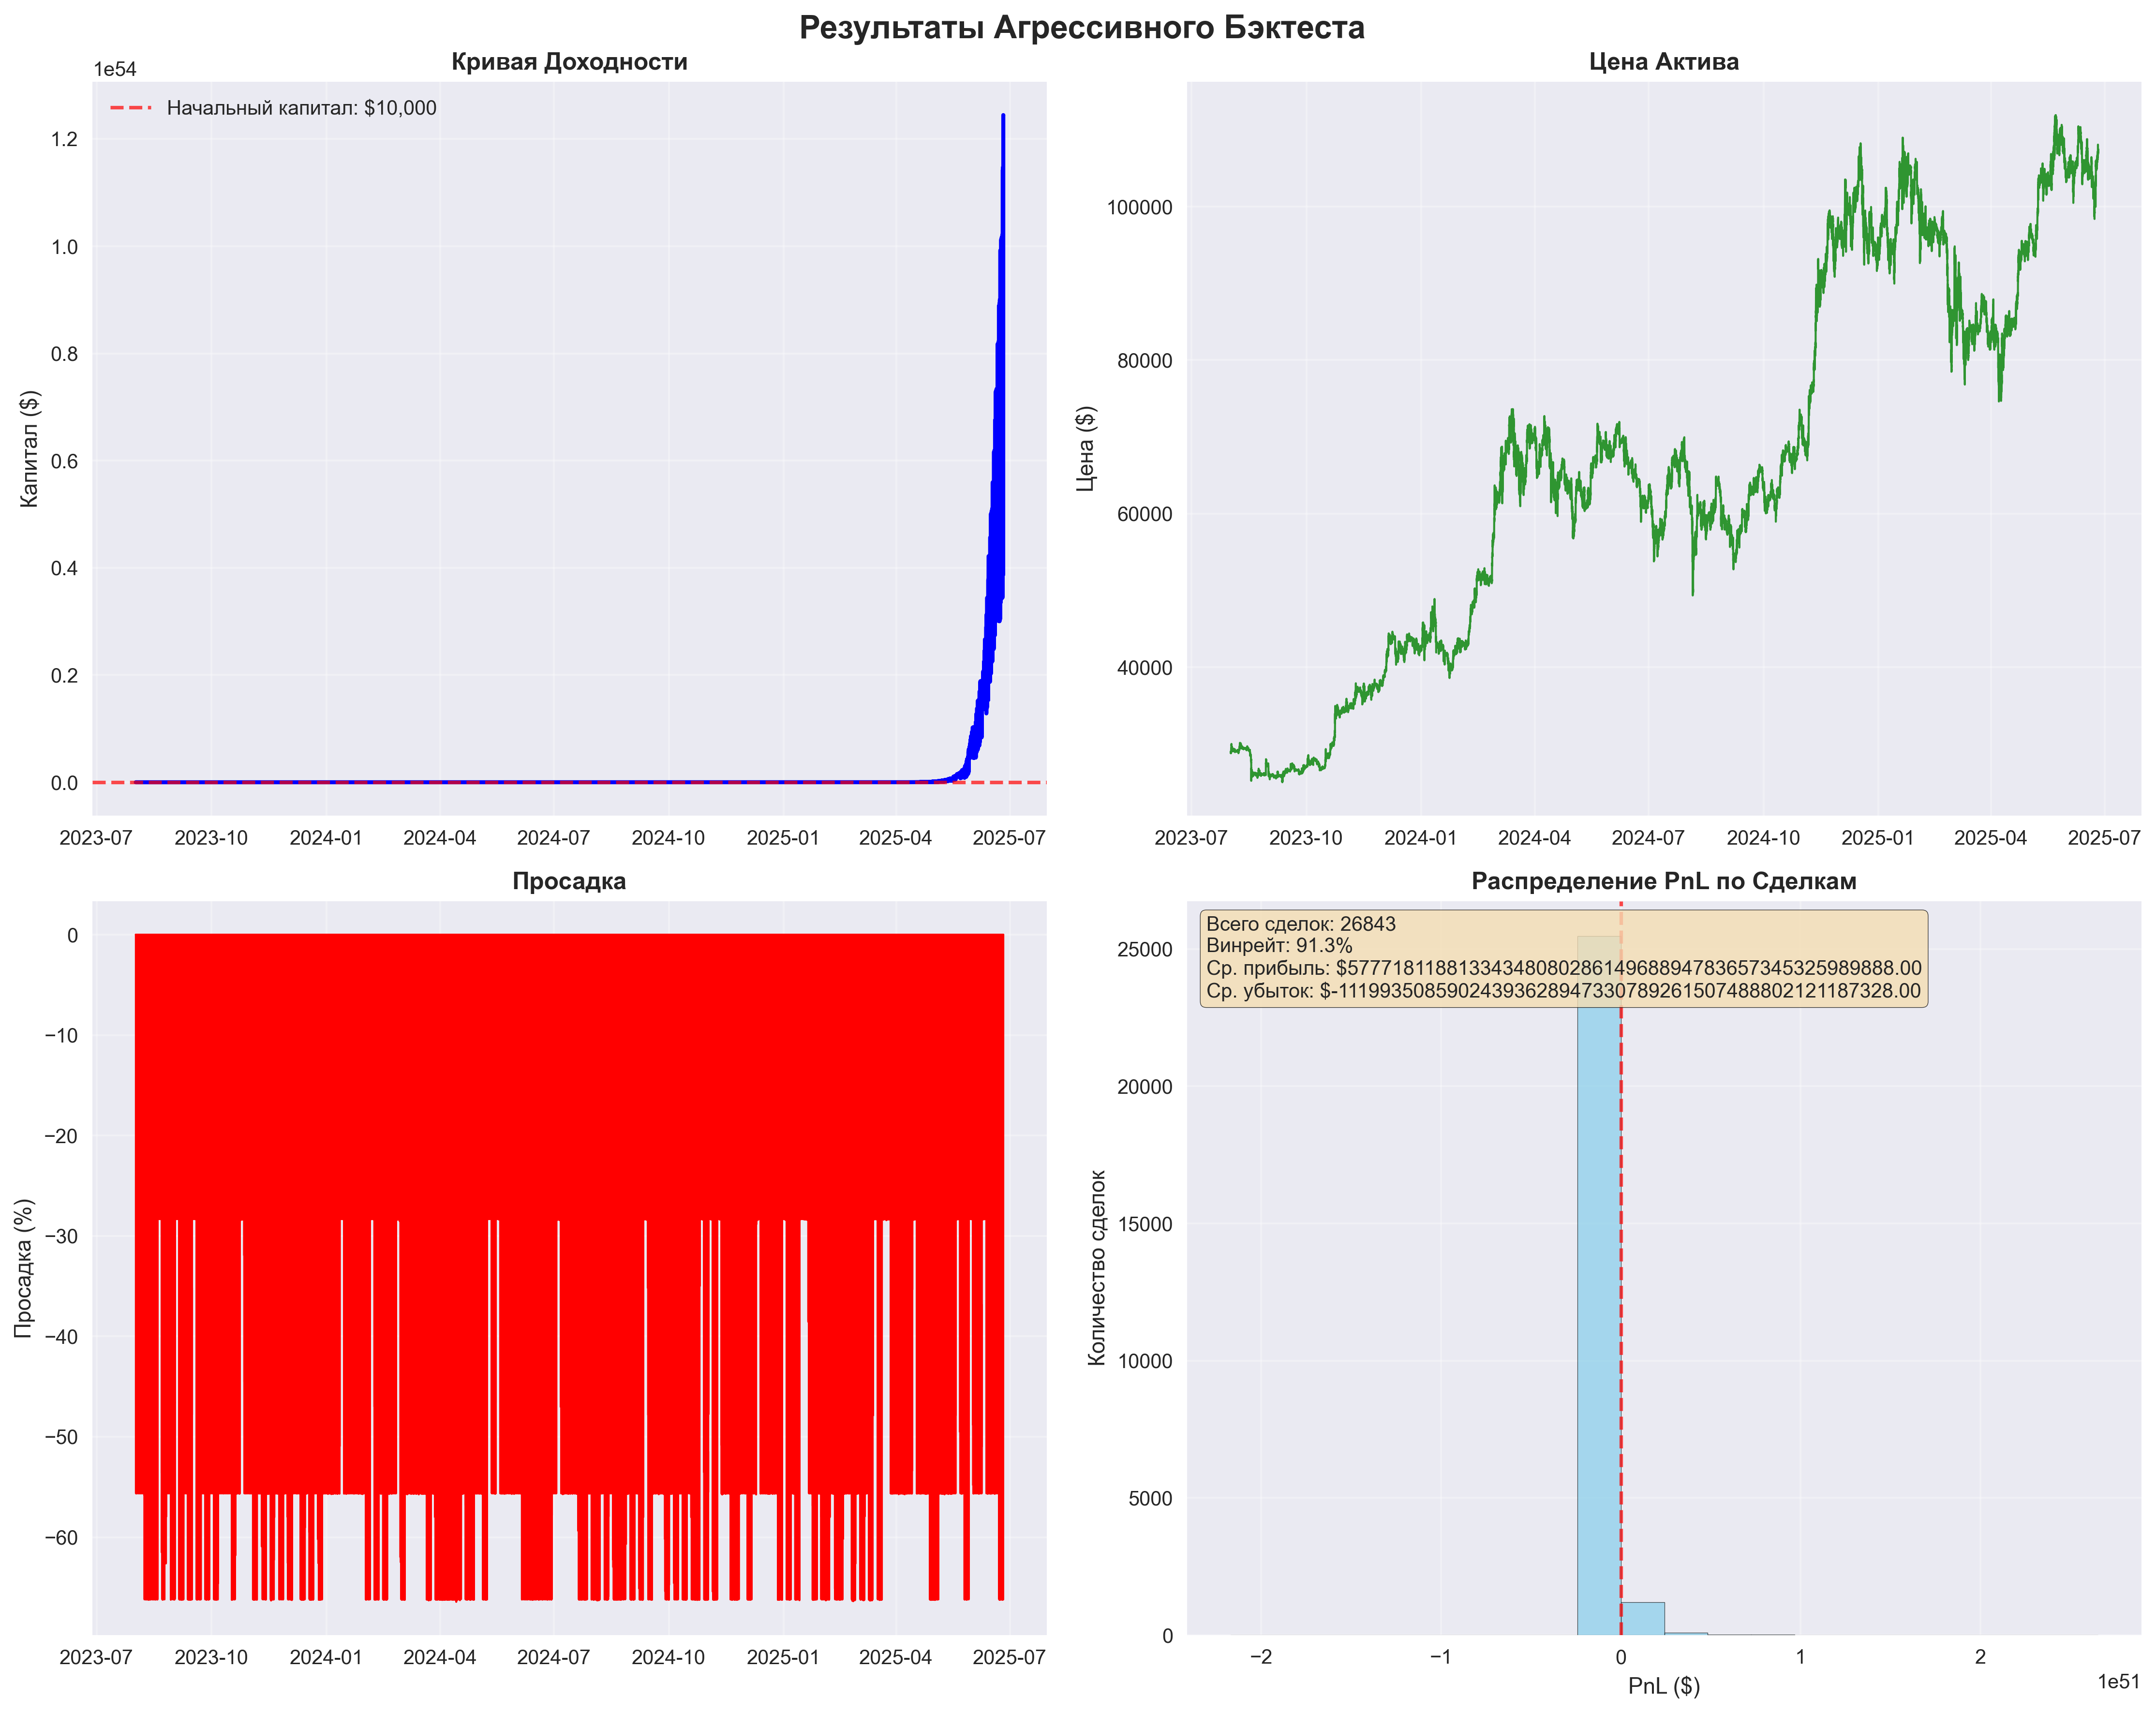 Результаты Агрессивного Бэктеста
Кривая Доходности
1e54
Начальный капитал: $10,000
Капитал ($)
1.2
1.0
0.8
0.6
0.4
0.2
0.0
2023-07 2023-10 2024-01 2024-04 2024-07 2024-10 2025-01 2025-04 2025-07
Цена Актива
Цена ($)
100000
80000
60000
40000
2023-07 2023-10 2024-01 2024-04 2024-07 2024-10 2025-01 2025-04 2025-07
Просадка
Просадка (%)
0
−10
−20
−30
−40
−50
−60
2023-07 2023-10 2024-01 2024-04 2024-07 2024-10 2025-01 2025-04 2025-07
Распределение PnL по Сделкам
Всего сделок: 26843
Винрейт: 91.3%
Ср. прибыль: $5777181188133434808028614968894783657345325989888.00
Ср. убыток: $-1119935085902439362894733078926150748880212118​7328.00
Количество сделок
25000
20000
15000
10000
5000
0
−2 −1 0 1 2
1e51
PnL ($)